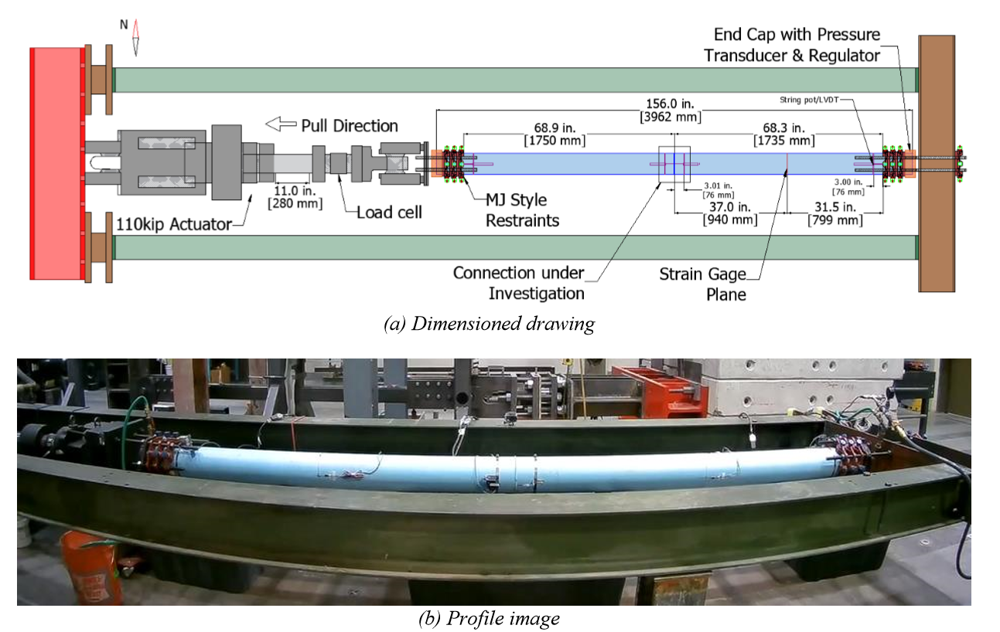 N
End Cap with Pressure
Transducer & Regulator
String pot/LVDT
156.0 in.
[3962 mm]
Pull Direction
68.9 in.
[1750 mm]
68.3 in.
[1735 mm]
11.0 in.
[280 mm]
Load cell
110kip Actuator
MJ Style
Restraints
3.01 in.
[76 mm]
3.00 in.
[76 mm]
37.0 in.
[940 mm]
31.5 in.
[799 mm]
Connection under
Investigation
Strain Gage
Plane
(a) Dimensioned drawing
(b) Profile image